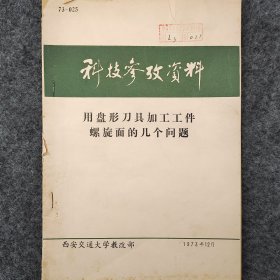 73-025
科技参考资料
用盘形刀具加工工件
螺旋面的几个问题
西安交通大学教改部
1973年12月